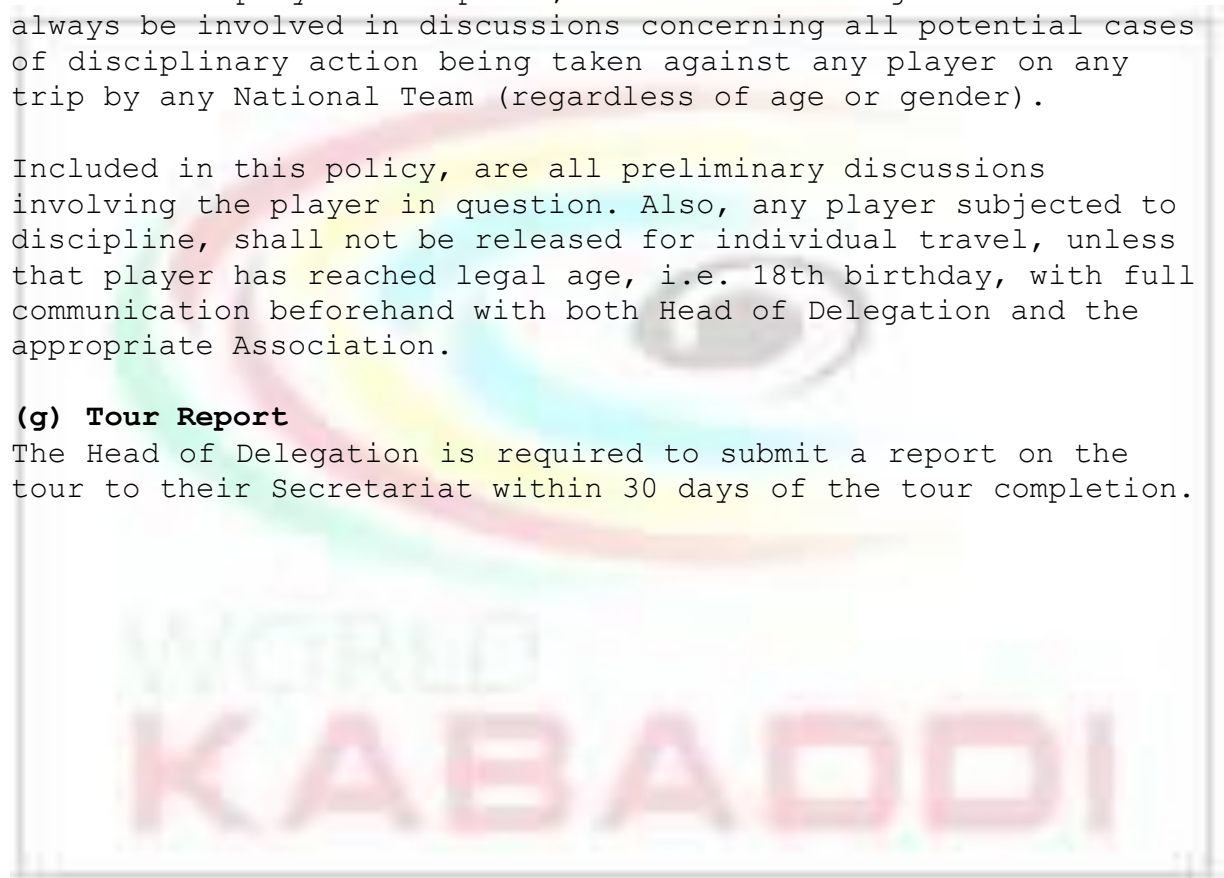 always be involved in discussions concerning all potential cases
of disciplinary action being taken against any player on any
trip by any National Team (regardless of age or gender).
Included in this policy, are all preliminary discussions
involving the player in question. Also, any player subjected to
discipline, shall not be released for individual travel, unless
that player has reached legal age, i.e. 18th birthday, with full
communication beforehand with both Head of Delegation and the
appropriate Association.
(g) Tour Report
The Head of Delegation is required to submit a report on the
tour to their Secretariat within 30 days of the tour completion.
WORLD
KABADDI